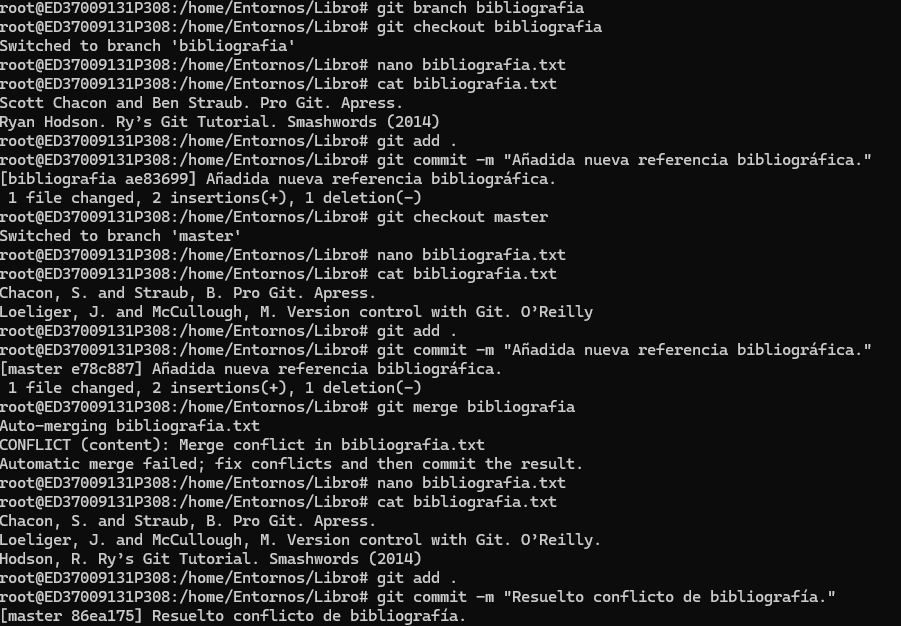 root@ED37009131P308:/home/Entornos/Libro# git branch bibliografia
root@ED37009131P308:/home/Entornos/Libro# git checkout bibliografia
Switched to branch 'bibliografia'
root@ED37009131P308:/home/Entornos/Libro# nano bibliografia.txt
root@ED37009131P308:/home/Entornos/Libro# cat bibliografia.txt
Scott Chacon and Ben Straub. Pro Git. Apress.
Ryan Hodson. Ry’s Git Tutorial. Smashwords (2014)
root@ED37009131P308:/home/Entornos/Libro# git add .
root@ED37009131P308:/home/Entornos/Libro# git commit -m "Añadida nueva referencia bibliográfica."
[bibliografia ae83699] Añadida nueva referencia bibliográfica.
 1 file changed, 2 insertions(+), 1 deletion(-)
root@ED37009131P308:/home/Entornos/Libro# git checkout master
Switched to branch 'master'
root@ED37009131P308:/home/Entornos/Libro# nano bibliografia.txt
root@ED37009131P308:/home/Entornos/Libro# cat bibliografia.txt
Chacon, S. and Straub, B. Pro Git. Apress.
Loeliger, J. and McCullough, M. Version control with Git. O’Reilly
root@ED37009131P308:/home/Entornos/Libro# git add .
root@ED37009131P308:/home/Entornos/Libro# git commit -m "Añadida nueva referencia bibliográfica."
[master e78c887] Añadida nueva referencia bibliográfica.
 1 file changed, 2 insertions(+), 1 deletion(-)
root@ED37009131P308:/home/Entornos/Libro# git merge bibliografia
Auto-merging bibliografia.txt
CONFLICT (content): Merge conflict in bibliografia.txt
Automatic merge failed; fix conflicts and then commit the result.
root@ED37009131P308:/home/Entornos/Libro# nano bibliografia.txt
root@ED37009131P308:/home/Entornos/Libro# cat bibliografia.txt
Chacon, S. and Straub, B. Pro Git. Apress.
Loeliger, J. and McCullough, M. Version control with Git. O’Reilly.
Hodson, R. Ry’s Git Tutorial. Smashwords (2014)
root@ED37009131P308:/home/Entornos/Libro# git add .
root@ED37009131P308:/home/Entornos/Libro# git commit -m "Resuelto conflicto de bibliografía."
[master 86ea175] Resuelto conflicto de bibliografía.